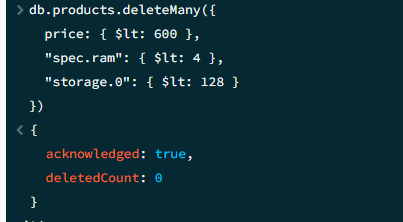 > db.products.deleteMany({
price: { $lt: 600 },
"spec.ram": { $lt: 4 },
"storage.0": { $lt: 128 }
})
< {
acknowledged: true,
deletedCount: 0
}